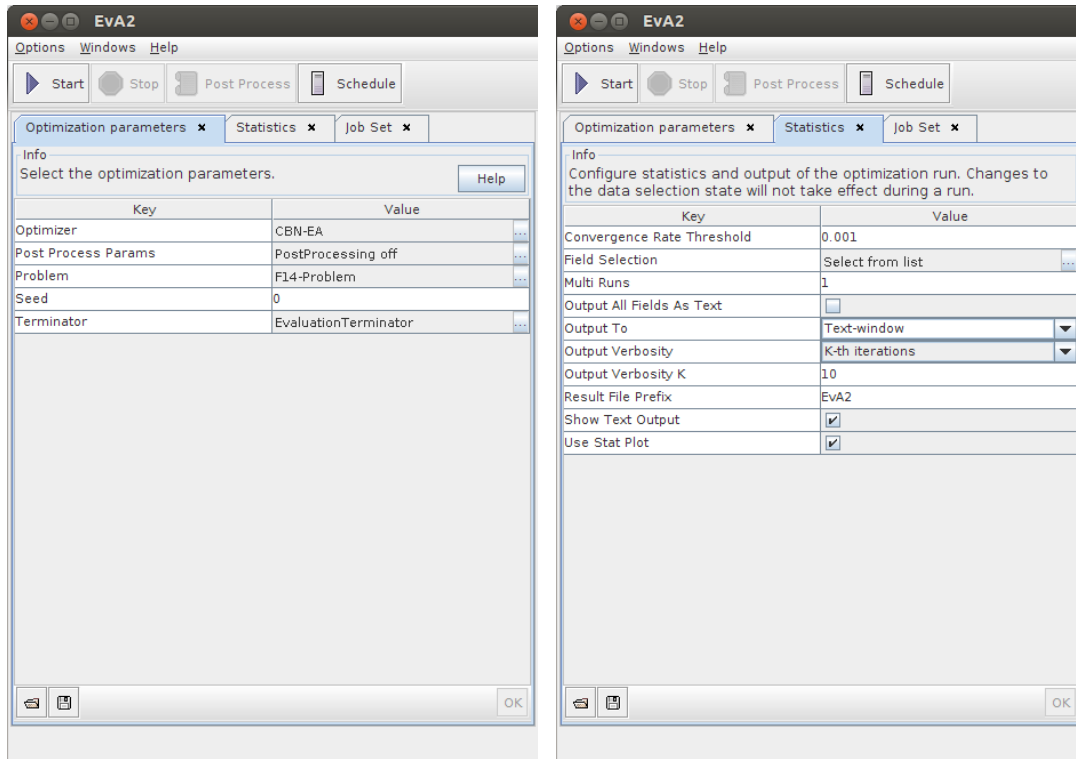 EvA2
Options Windows Help
Start Stop Post Process Schedule
Optimization parameters Statistics Job Set
Info
Select the optimization parameters.
Help
Key Value
Optimizer CBN-EA ...
Post Process Params PostProcessing off ...
Problem F14-Problem ...
Seed 0
Terminator EvaluationTerminator ...
OK
EvA2
Options Windows Help
Start Stop Post Process Schedule
Optimization parameters Statistics Job Set
Info
Configure statistics and output of the optimization run. Changes to
the data selection state will not take effect during a run.
Key Value
Convergence Rate Threshold 0.001
Field Selection Select from list ...
Multi Runs 1
Output All Fields As Text
Output To Text-window
Output Verbosity K-th iterations
Output Verbosity K 10
Result File Prefix EvA2
Show Text Output
Use Stat Plot
OK